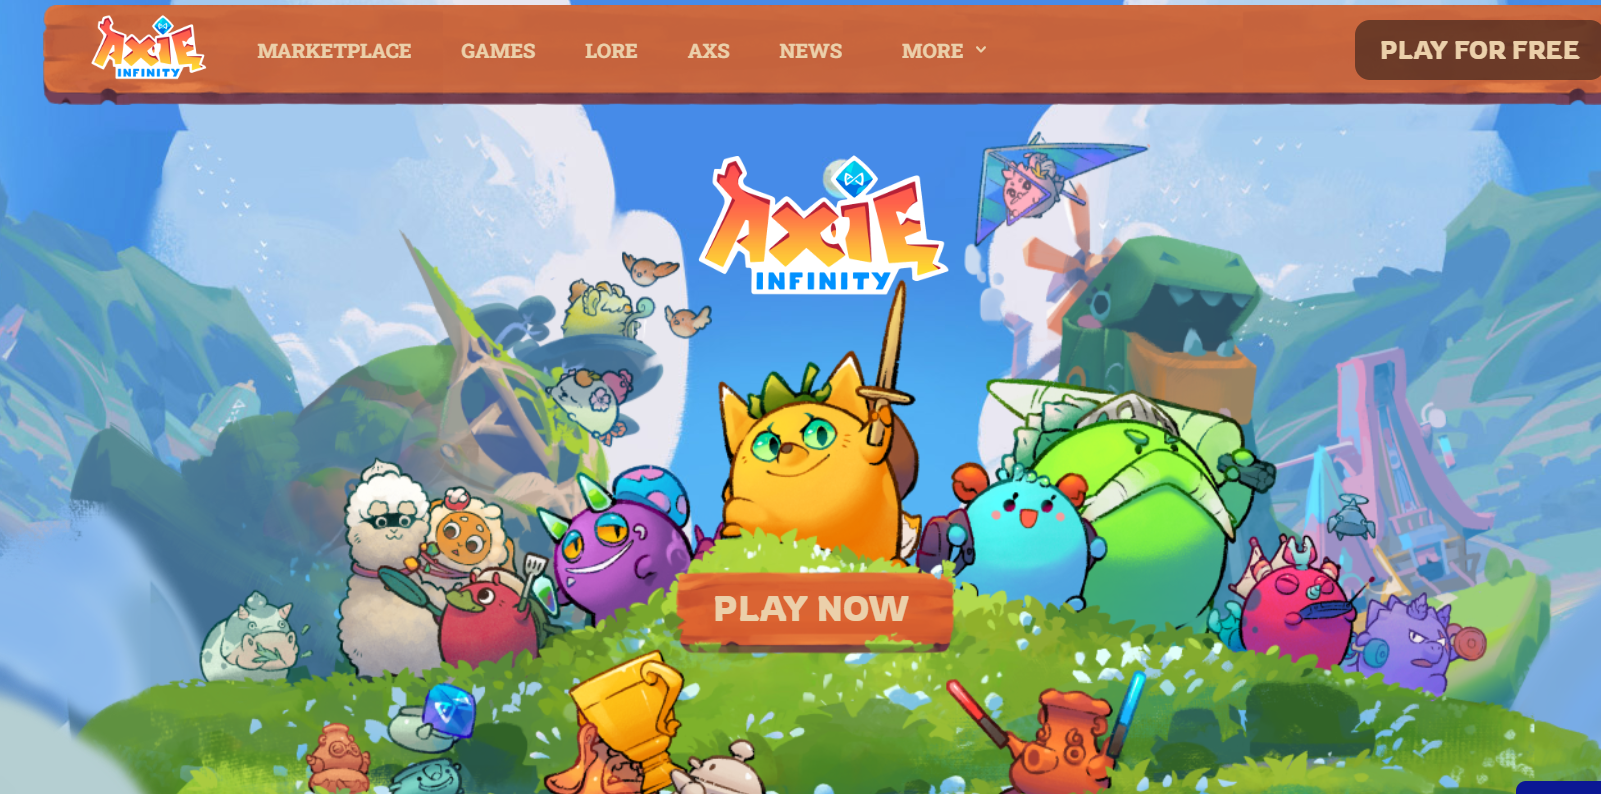 AXIE
INFINITY
MARKETPLACE
GAMES
LORE
AXS
NEWS
MORE
PLAY FOR FREE
AXIE
INFINITY
PLAY NOW